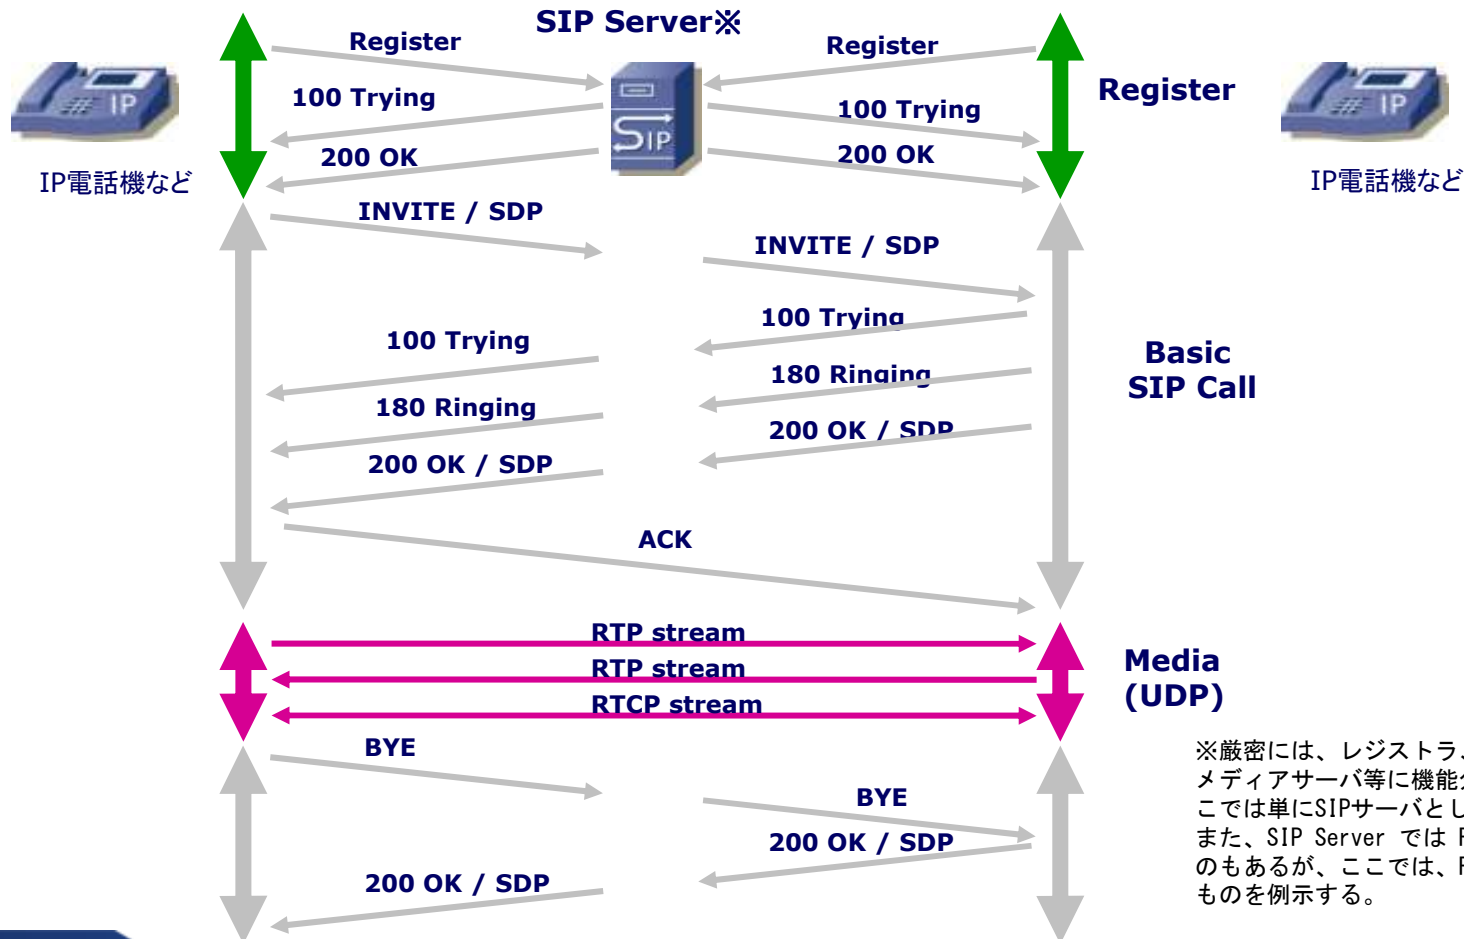 SIP Server※
Register
Register
IP
100 Trying
100 Trying
Register
IP
SIP
200 OK
200 OK
IP電話機など
IP電話機など
INVITE / SDP
INVITE / SDP
100 Trying
100 Trying
Basic
SIP Call
180 Ringing
180 Ringing
200 OK / SDP
200 OK / SDP
ACK
RTP stream
RTP stream
RTCP stream
Media
(UDP)
BYE
BYE
200 OK / SDP
200 OK / SDP
※厳密には、レジストラ、
メディアサーバ等に機能分
こでは単にSIPサーバとし
また、SIP Server では
のもあるが、ここでは、
ものを例示する。